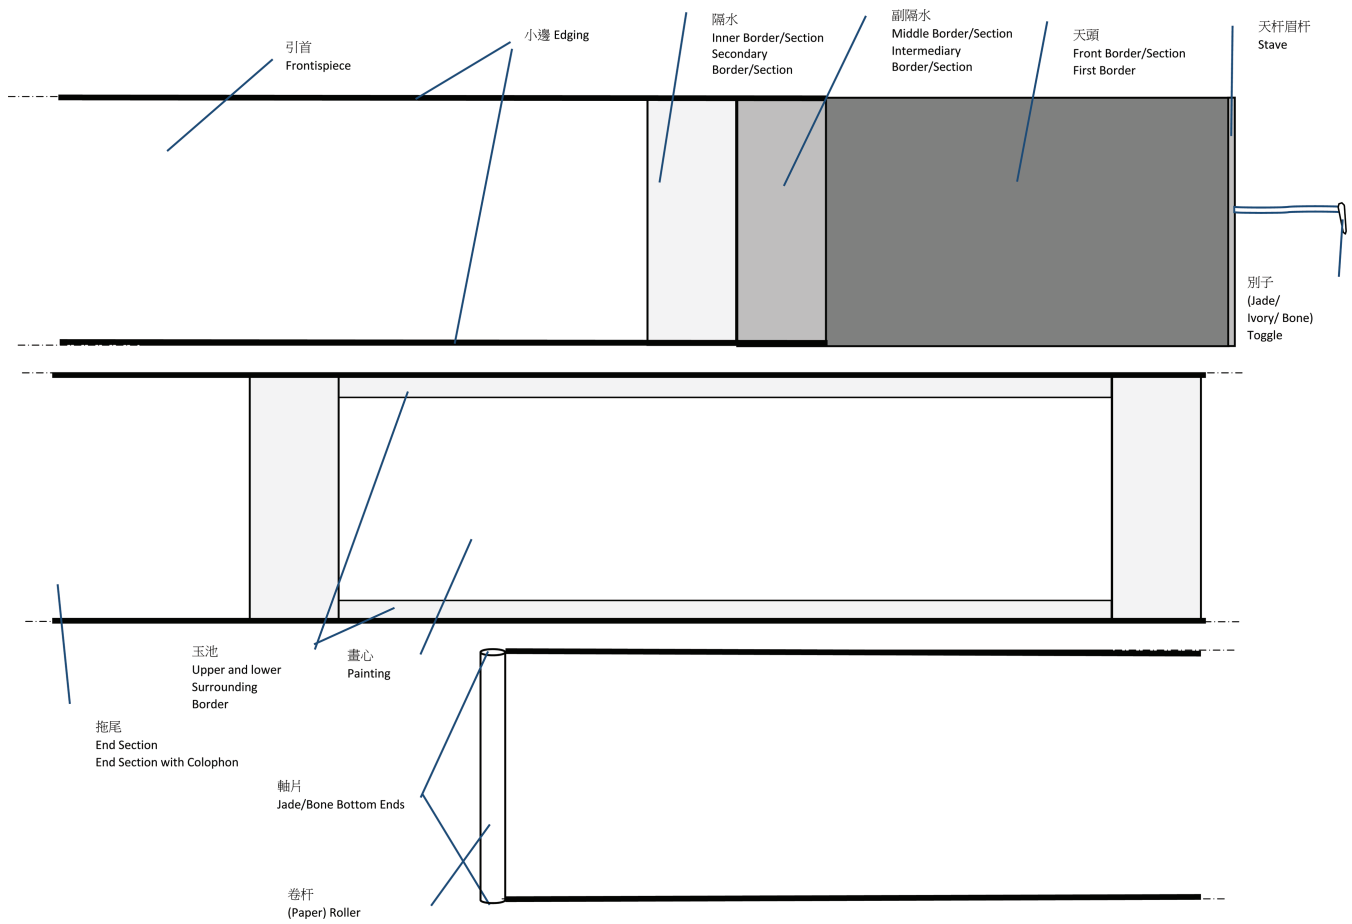 引首
Frontispiece
小邊 Edging
隔水
Inner Border/Section
Secondary
Border/Section
副隔水
Middle Border/Section
Intermediary
Border/Section
天頭
Front Border/Section
First Border
天杆眉杆
Stave
別子
(Jade/
Ivory/ Bone)
Toggle
玉池
Upper and lower
Surrounding
Border
畫心
Painting
拖尾
End Section
End Section with Colophon
軸片
Jade/Bone Bottom Ends
卷杆
(Paper) Roller